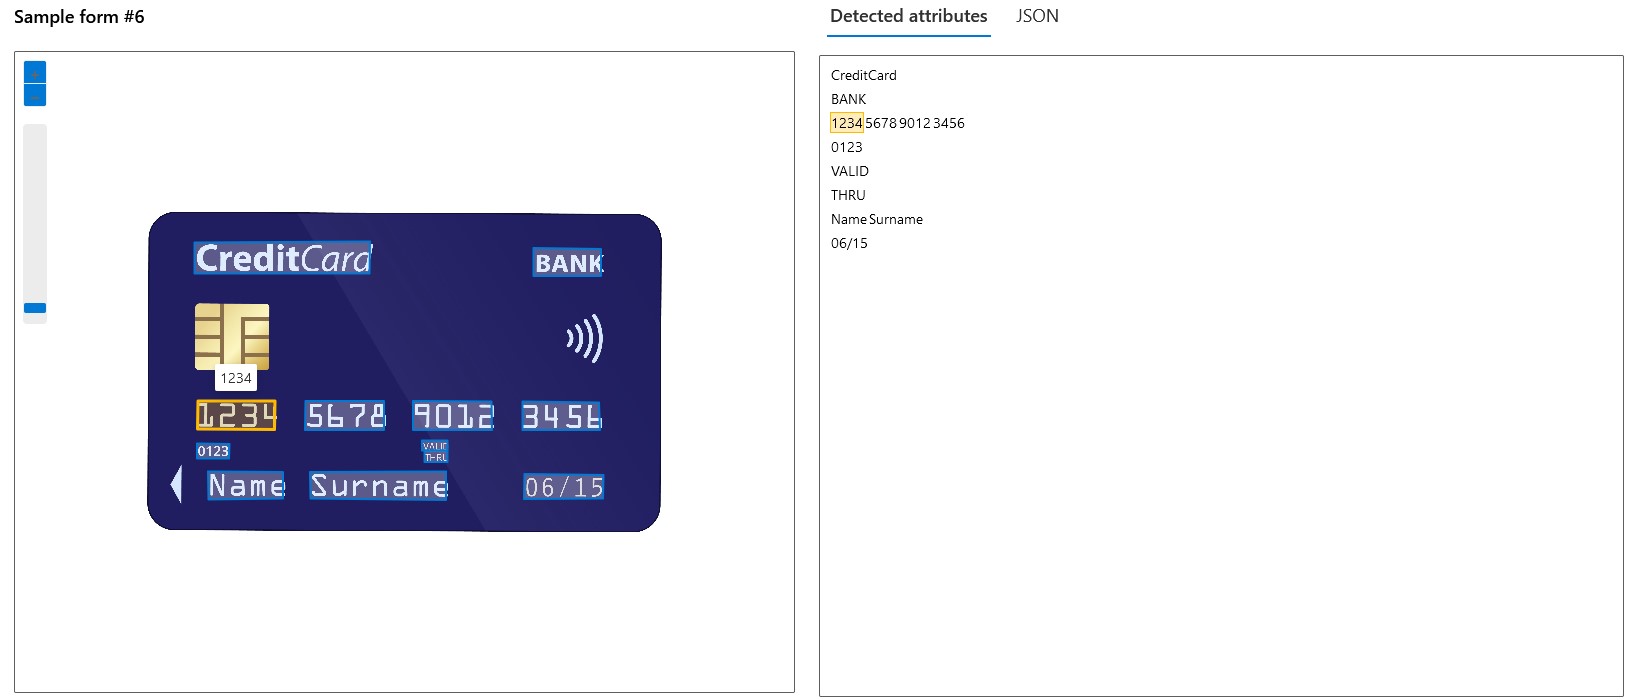 Sample form #6
Detected attributes JSON
+
-
CreditCard
BANK
1234
1234 5678 9012 3456
0123
VALID
THRU
Name Surname
06/15
CreditCard
BANK
1234 5678 9012 3456
0123
VALID
THRU
Name Surname
06/15